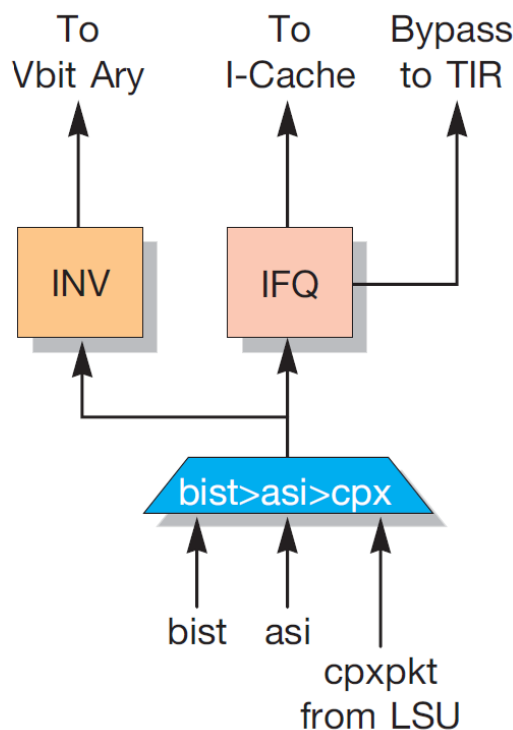 To
Vbit Ary
To
I-Cache
Bypass
to TIR
INV
IFQ
bist>asi>cpx
bist
asi
cpxpkt
from LSU